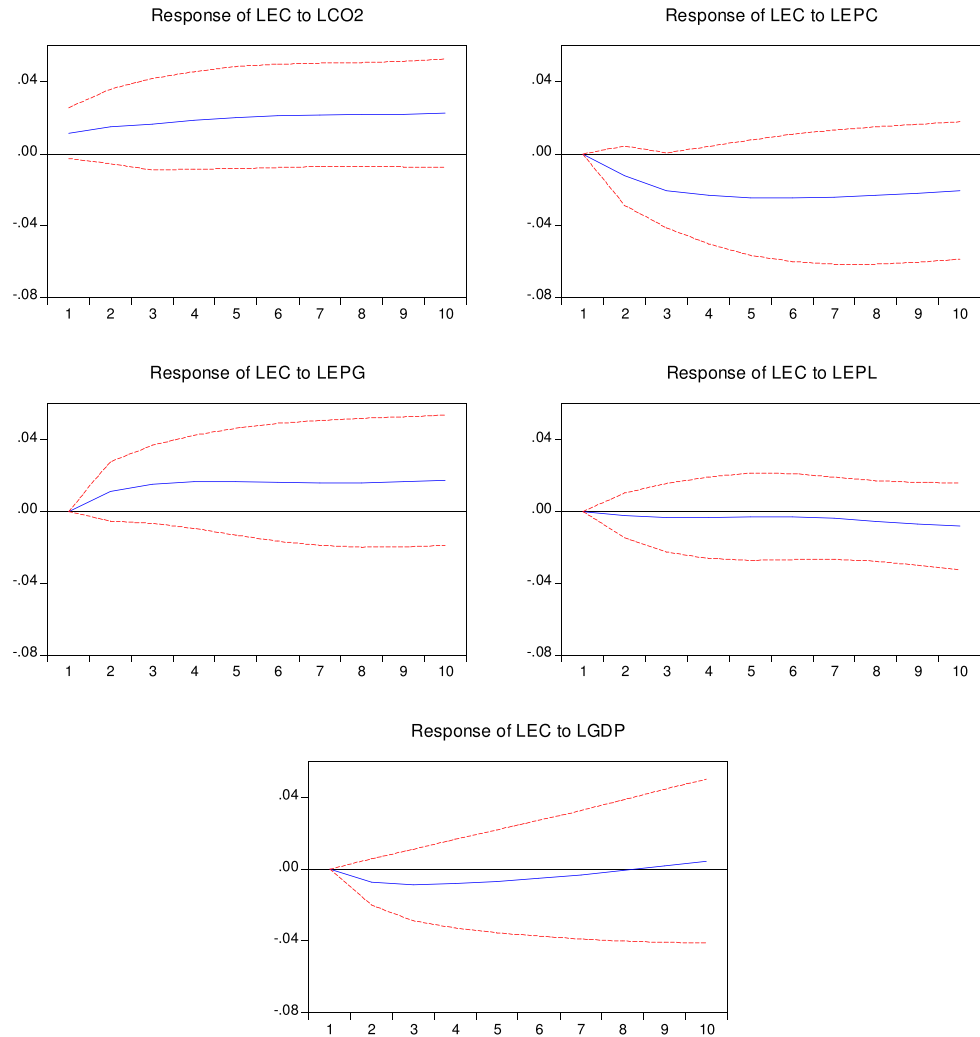 Response of LEC to LCO2
.04
.00
-.04
-.08
1 2 3 4 5 6 7 8 9 10
Response of LEC to LEPC
.04
.00
-.04
-.08
1 2 3 4 5 6 7 8 9 10
Response of LEC to LEPG
.04
.00
-.04
-.08
1 2 3 4 5 6 7 8 9 10
Response of LEC to LEPL
.04
.00
-.04
-.08
1 2 3 4 5 6 7 8 9 10
Response of LEC to LGDP
.04
.00
-.04
-.08
1 2 3 4 5 6 7 8 9 10